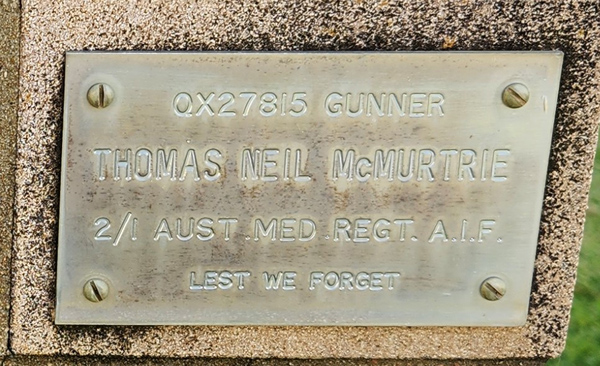 QX27815 GUNNER
THOMAS NEIL McMURTRIE
2/1 AUST. MED. REGT. A.I.F.
LEST WE FORGET